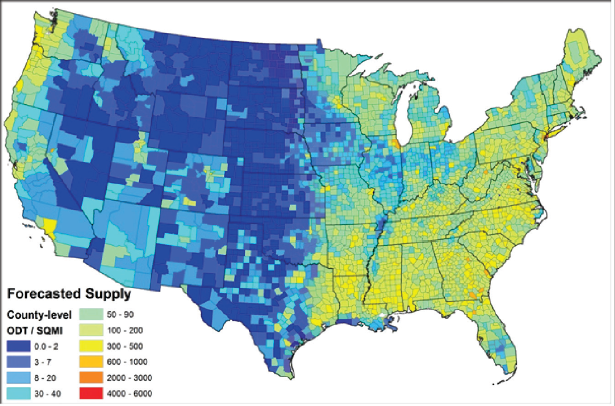 Forecasted Supply
County-level
ODT / SQMI
0.0 - 2
3 - 7
8 - 20
30 - 40
50 - 90
100 - 200
300 - 500
600 - 1000
2000 - 3000
4000 - 6000